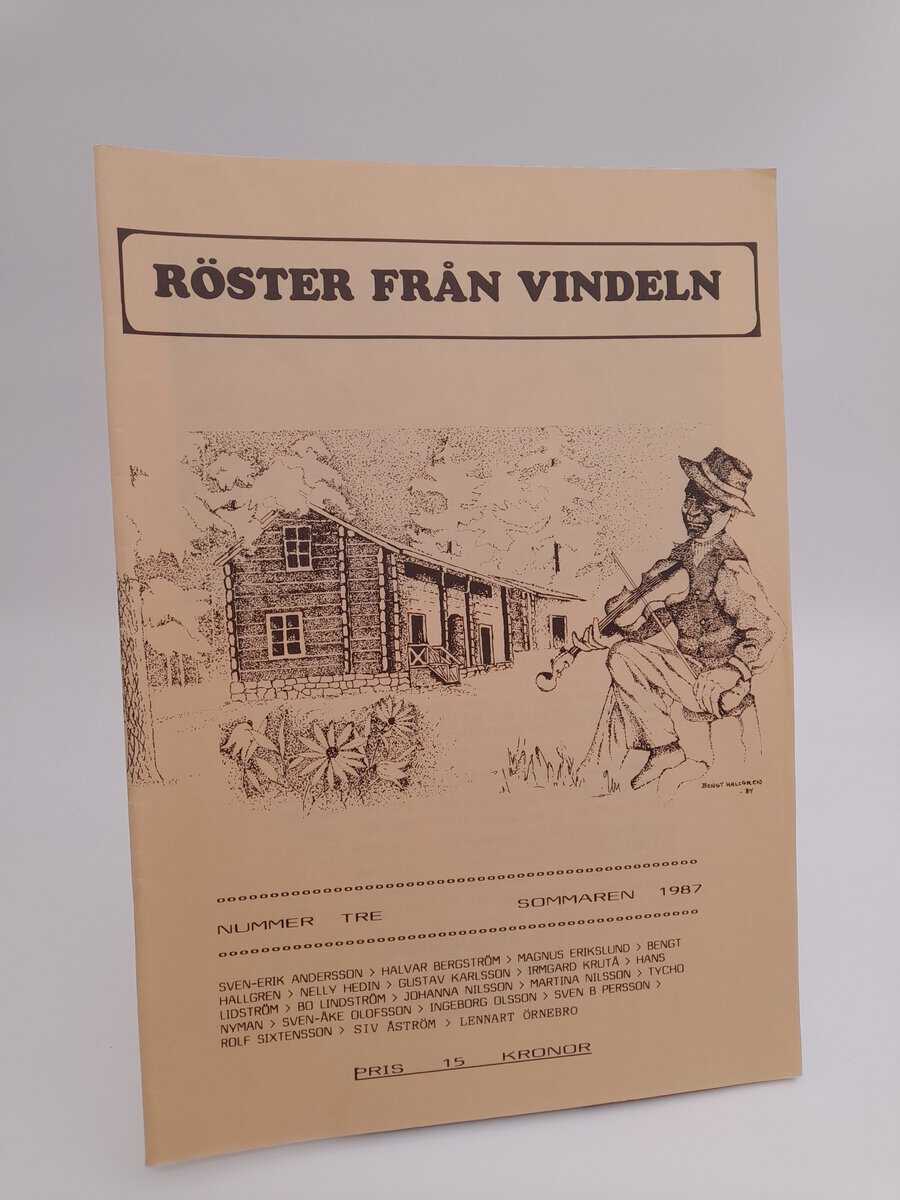 RÖSTER FRÅN VINDELN
BENGT HALLGREN
-84
NUMMER TRE SOMMAREN 1987
SVEN-ERIK ANDERSSON > HALVAR BERGSTRÖM > MAGNUS ERIKSLUND > BENGT
HALLGREN > NELLY HEDIN > GUSTAV KARLSSON > IRMGARD KRUTÅ > HANS
LIDSTRÖM > BO LINDSTRÖM > JOHANNA NILSSON > MARTINA NILSSON > TYCHO
NYMAN > SVEN-ÅKE OLOFSSON > INGEBORG OLSSON > SVEN B PERSSON >
ROLF SIXTENSSON > SIV ÅSTRÖM > LENNART ÖRNEBRO
PRIS 15 KRONOR